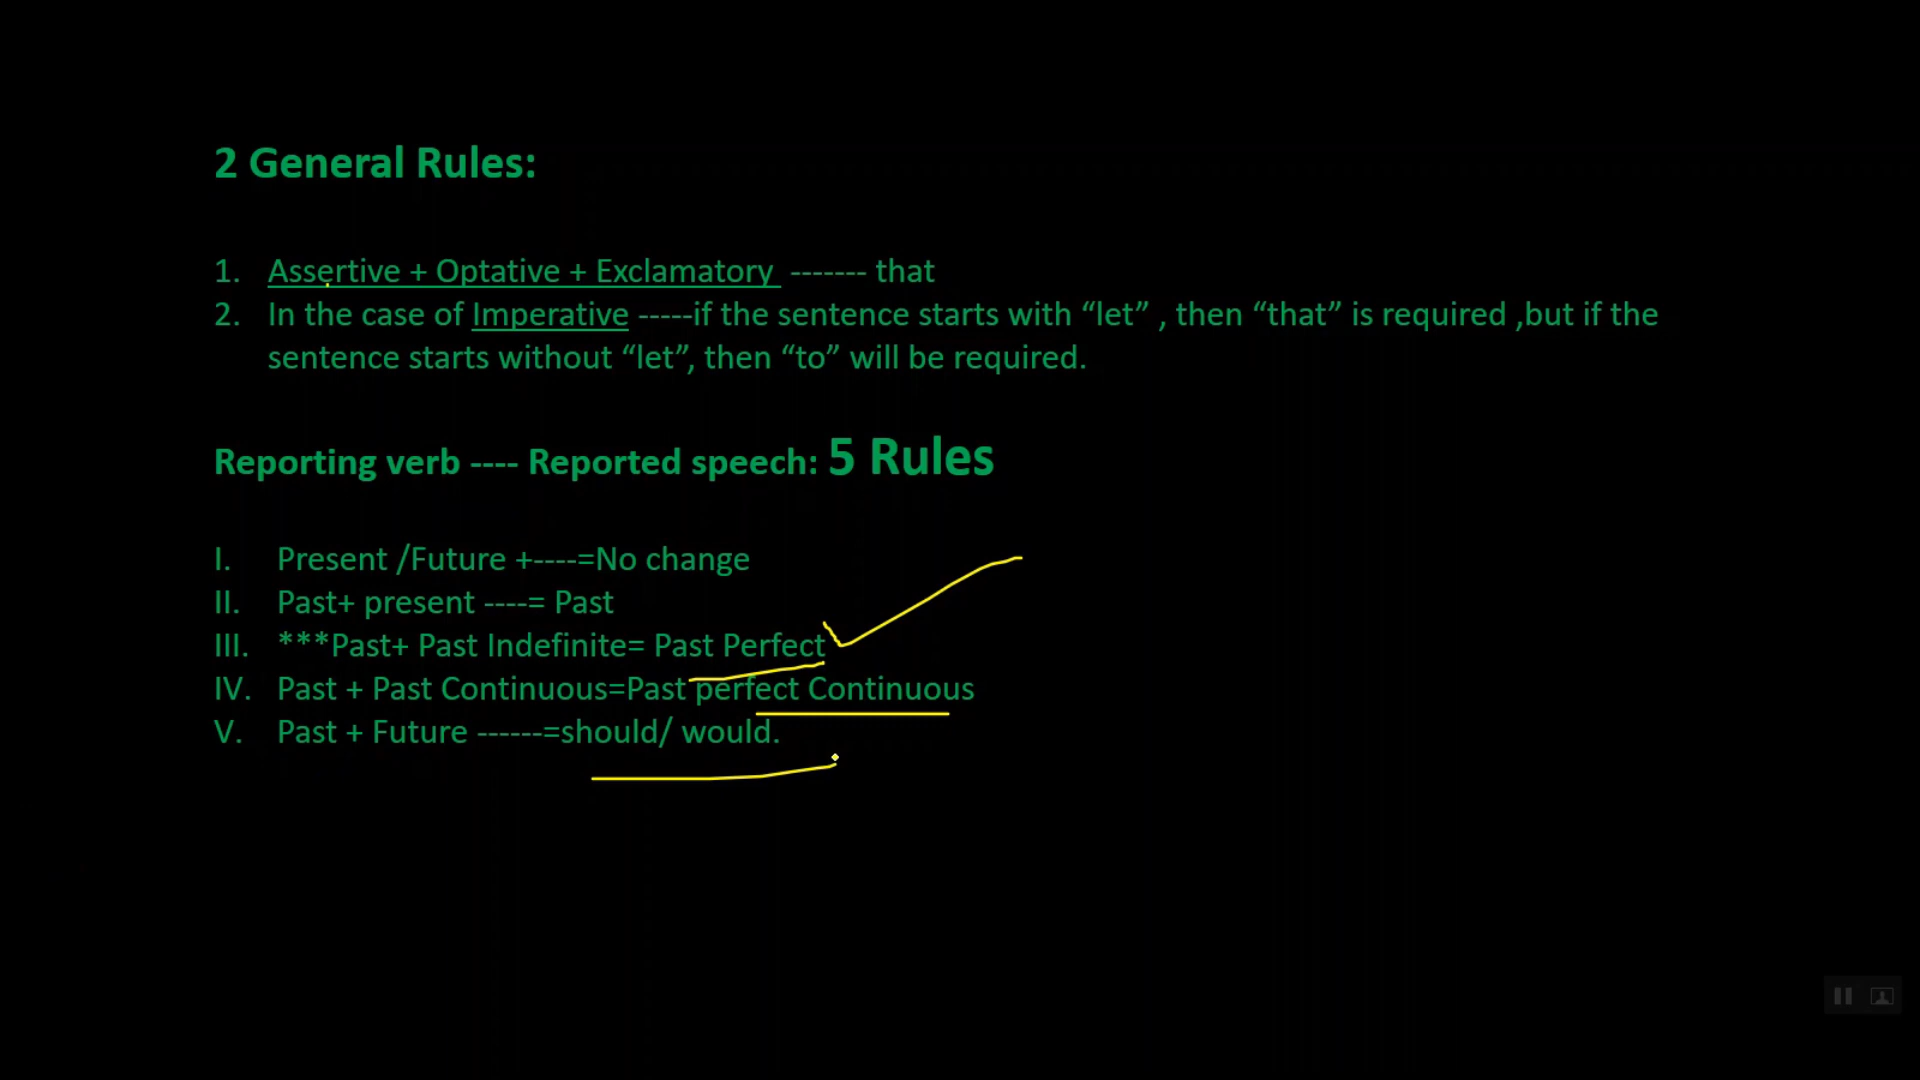 2 General Rules:
1. Assertive + Optative + Exclamatory ------- that
2. In the case of Imperative -----if the sentence starts with “let” , then “that” is required ,but if the
sentence starts without “let”, then “to” will be required.
Reporting verb ---- Reported speech: 5 Rules
I. Present /Future +----=No change
II. Past+ present ----= Past
III. ***Past+ Past Indefinite= Past Perfect
IV. Past + Past Continuous=Past perfect Continuous
V. Past + Future ------=should/ would.